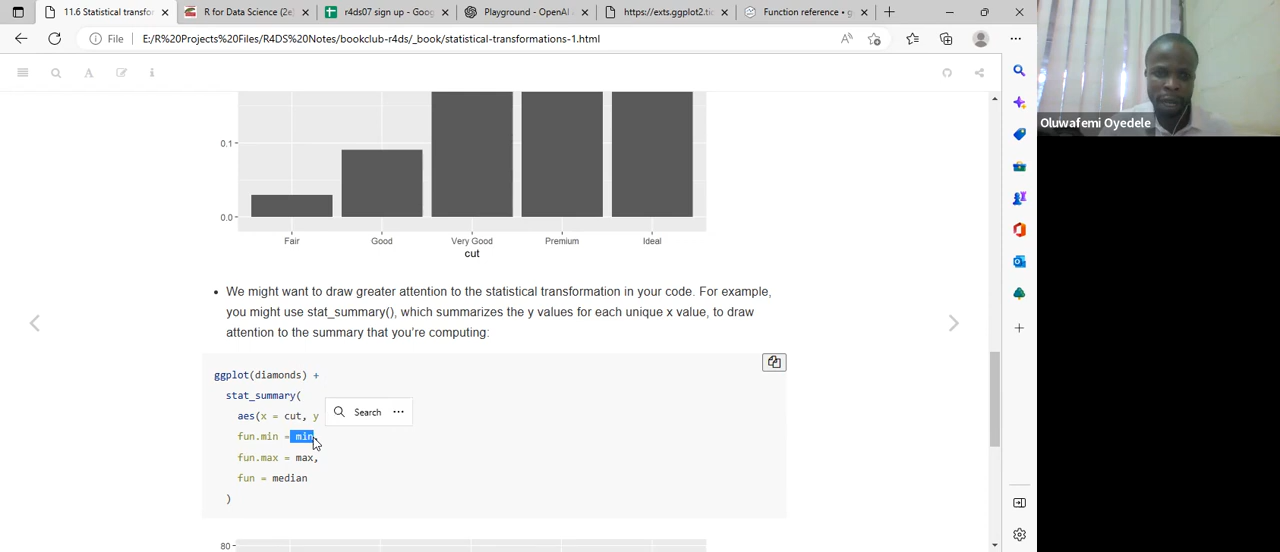 11.6 Statistical transfor
R for Data Science (2e)
r4ds07 sign up - Goog
Playground - OpenAI
https://exts.ggplot2.tid
Function reference • g
File
E:/R%20Projects%20/Files/R4DS%20Notes/bookclub-r4ds/_book/statistical-transformations-1.html
Oluwafemi Oyedele
0.1
0.0
Fair Good Very Good Premium Ideal
cut
• We might want to draw greater attention to the statistical transformation in your code. For example,
you might use stat_summary(), which summarizes the y values for each unique x value, to draw
attention to the summary that you're computing:
ggplot(diamonds) +
stat_summary(
aes(x = cut, y
Search
fun.min = min,
fun.max = max,
fun = median
)
80